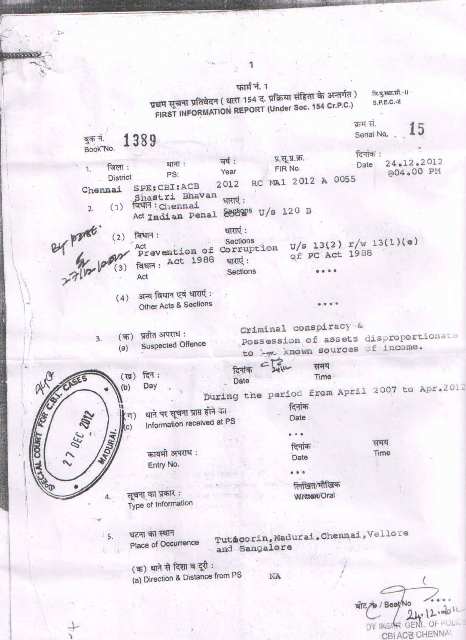 1
फार्म नं. 1
प्रथम सूचना प्रतिवेदन ( धारा 154 द. प्रक्रिया संहिता के अन्तर्गत )
FIRST INFORMATION REPORT (Under Sec. 154 Cr.P.C.)
S.P.E.C.-II
बुक नं.
Book No. 1389
क्रम सं.
Serial No. 15
1. जिला : थाना : वर्ष : प्र.सू.प्र.क्र. दिनांक :
District PS: Year FIR No. Date 24.12.2012
Chennai SPE:CBI:ACB 2012 RC MA1 2012 A 0055 @04.00 PM
Shastri Bhavan
2. (1) विधान : Chennai धाराएं :
Act Indian Penal Code Sections U/s 120 B
By post.
27/12/2012
(2) विधान : धाराएं :
Act Sections
Prevention of Corruption U/s 13(2) r/w 13(1)(e)
(3) विधान : Act 1988 धाराएं : of PC Act 1988
Act Sections ****
(4) अन्य विधान एवं धाराएं :
Other Acts & Sections ****
3. (क) प्रतीत अपराध : Criminal conspiracy &
(a) Suspected Offence Possession of assets disproportionate
to known sources of income.
(ख) दिन : दिनांक समय
(b) Day Date Time
During the period from April 2007 to Apr.2012
(ग) थाने पर सूचना प्राप्त होने का दिनांक
(c) Information received at PS Date
***
कायमी अपराध : दिनांक समय
Entry No. Date Time
***
SPECIAL COURT FOR C.B.I. CASES
27 DEC 2012
MADURAI.
4. सूचना का प्रकार : लिखित/मौखिक
Type of Information Written/Oral
5. घटना का स्थान
Place of Occurrence Tutocorin, Madurai, Chennai, Vellore
and Bangalore
(क) थाने से दिशा व दूरी :
(a) Direction & Distance from PS NA
बीट क्र / Beat No ****
24.12.2012
DY INSPR GENL OF POLICE
CBI ACB CHENNAI